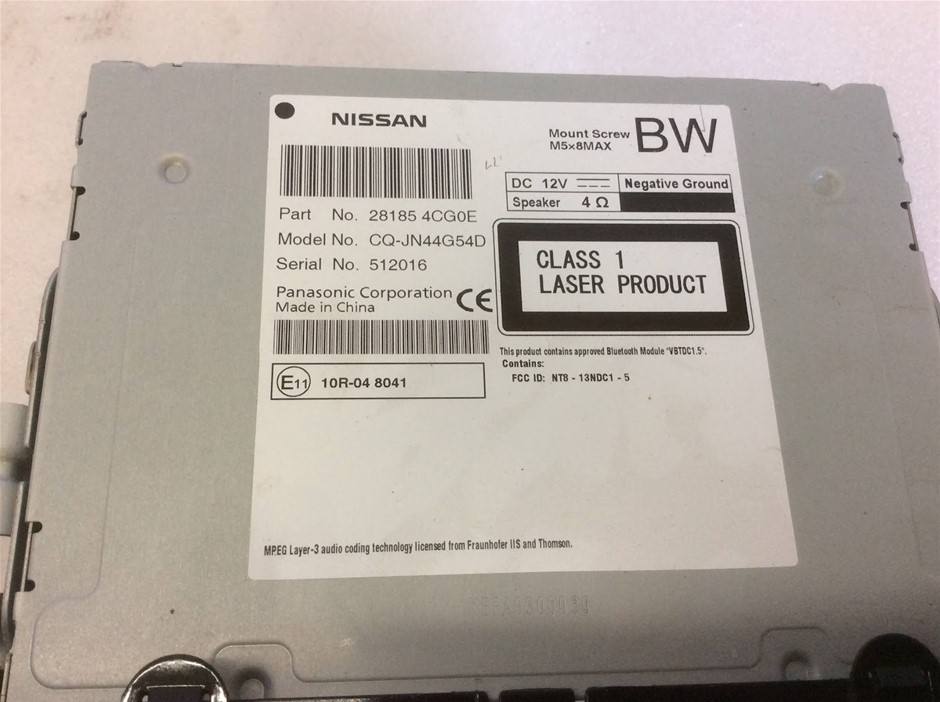 NISSAN
Mount Screw
M5×8MAX
BW
DC 12V
Negative Ground
Speaker 4 Ω
Part No. 28185 4CG0E
Model No. CQ-JN44G54D
Serial No. 512016
Panasonic Corporation
Made in China
CE
CLASS 1
LASER PRODUCT
This product contains approved Bluetooth Module "VBTDC1.5".
Contains:
FCC ID: NT8 - 13NDC1 - 5
E11 10R-04 8041
MPEG Layer-3 audio coding technology licensed from Fraunhofer IIS and Thomson.